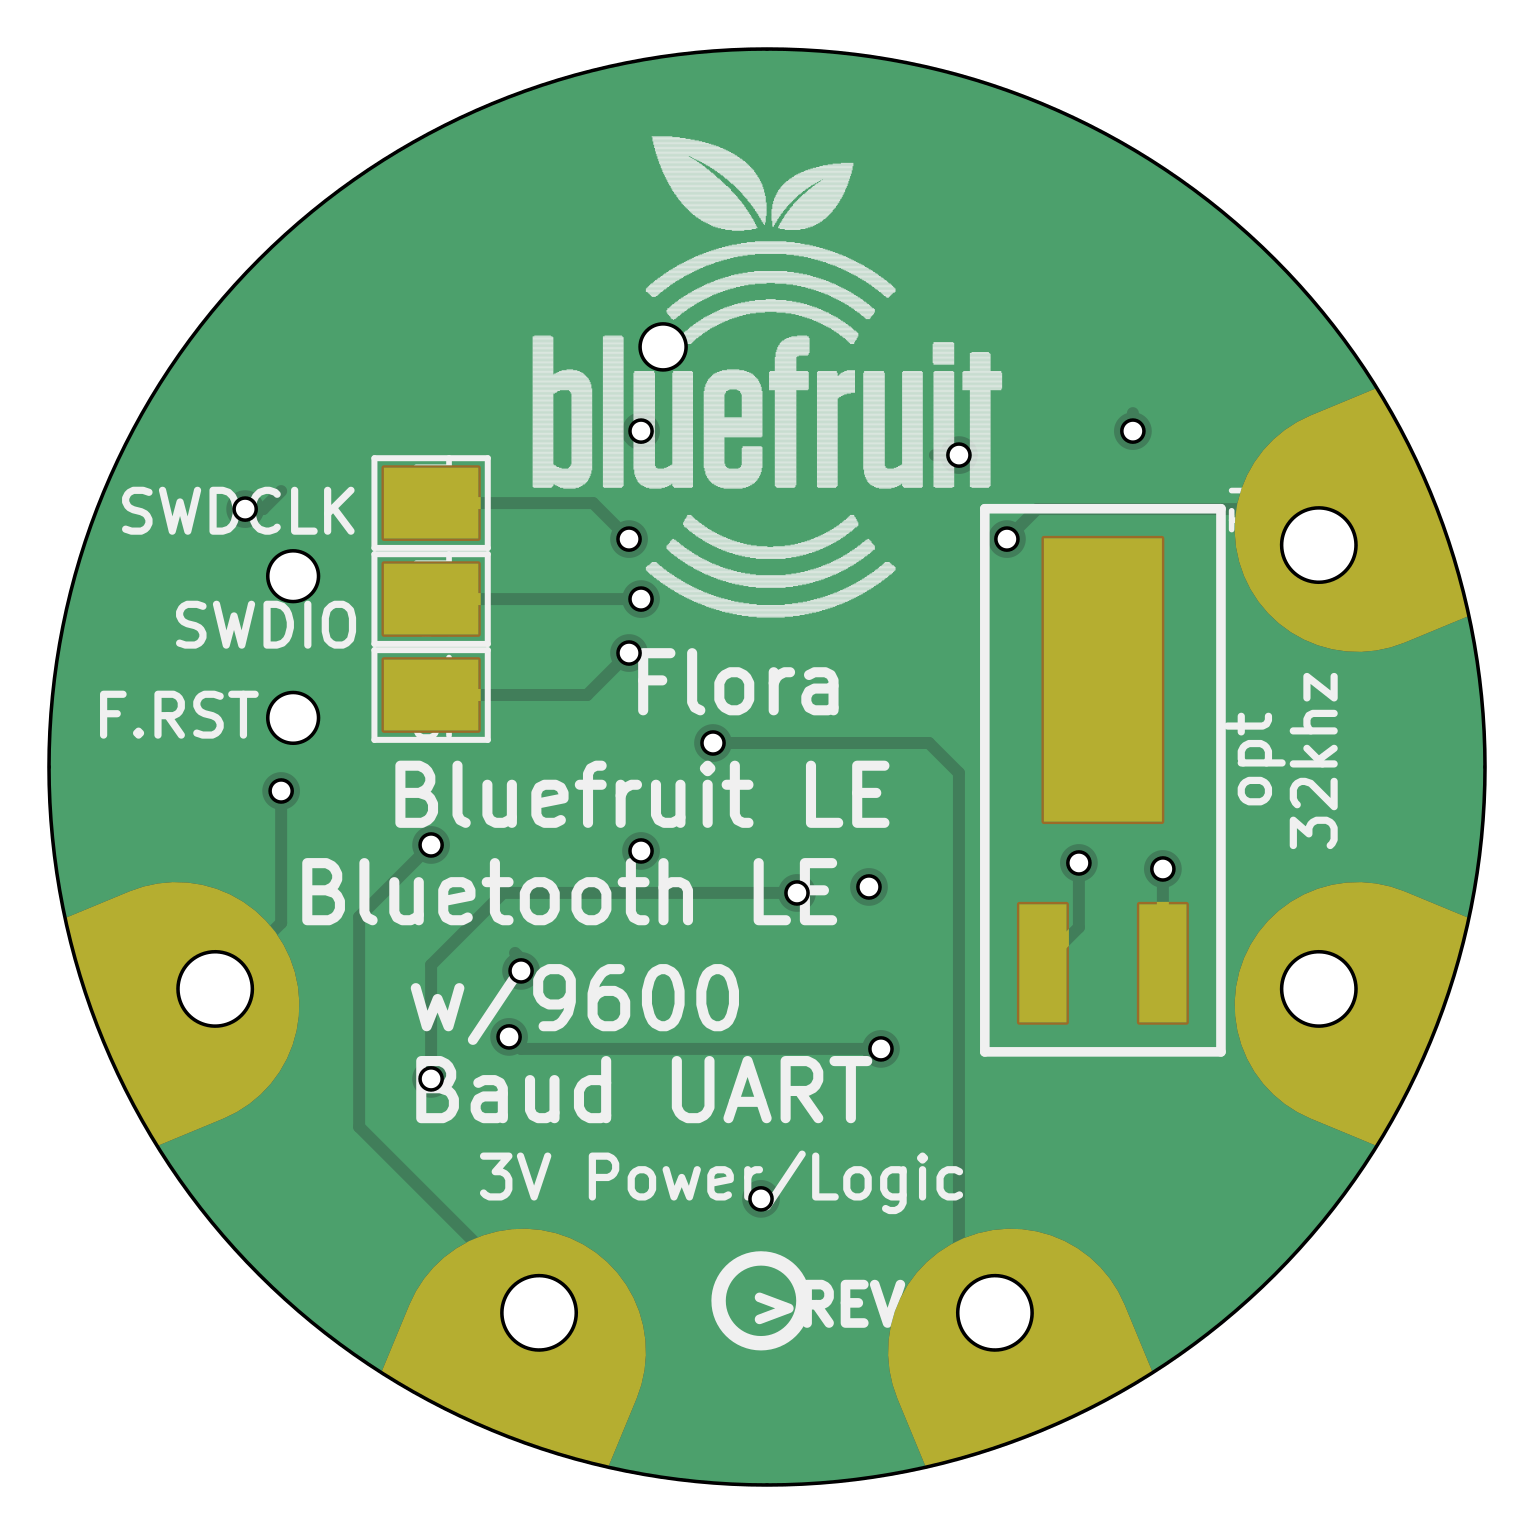 bluefruit
SWDCLK
SWDIO
F.RST
Flora
Bluefruit LE
Bluetooth LE
w/9600
Baud UART
3V Power/Logic
>REV
opt
32khz